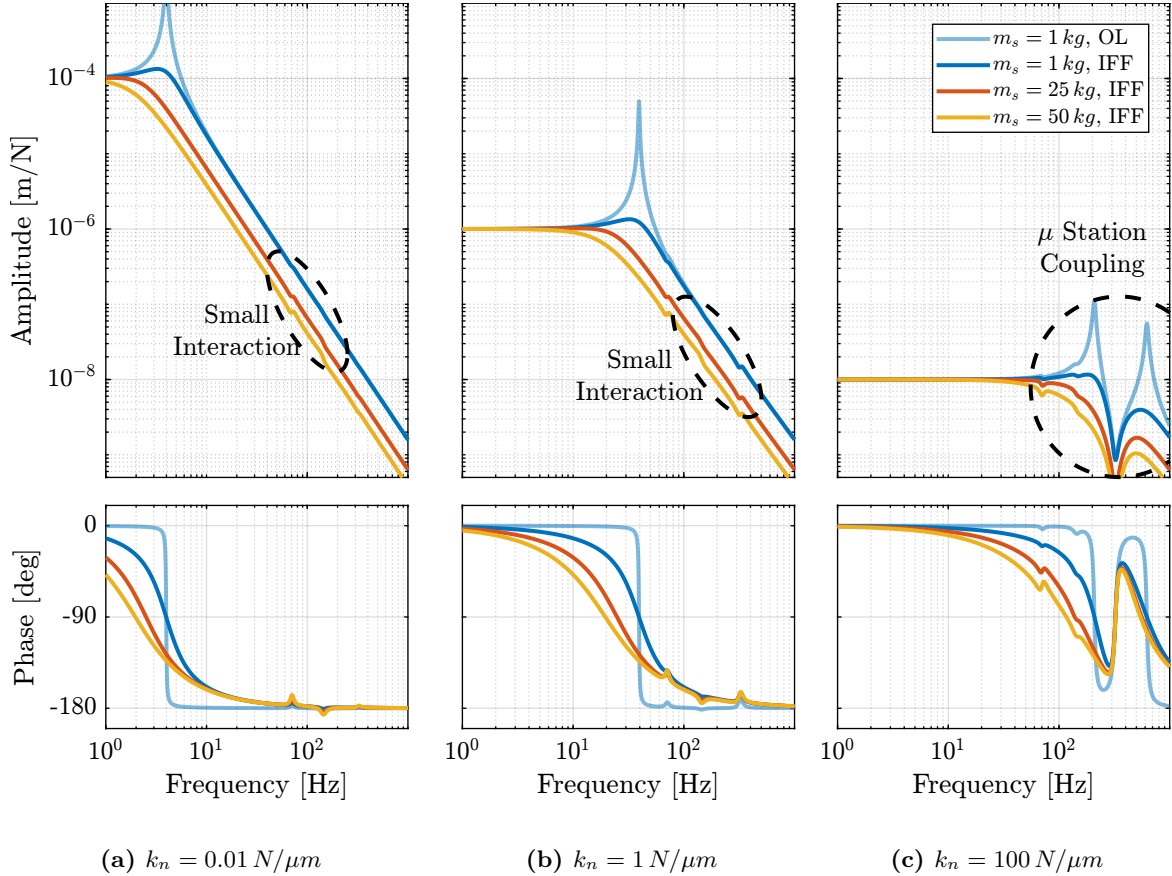 10^{-4}
10^{-6}
10^{-8}
Amplitude [m/N]
Small
Interaction
Small
Interaction
m_s = 1 kg, OL
m_s = 1 kg, IFF
m_s = 25 kg, IFF
m_s = 50 kg, IFF
μ Station
Coupling
0
-90
-180
Phase [deg]
10^0 10^1 10^2
Frequency [Hz]
10^0 10^1 10^2
Frequency [Hz]
10^0 10^2
Frequency [Hz]
(a) k_n = 0.01 N/μm
(b) k_n = 1 N/μm
(c) k_n = 100 N/μm